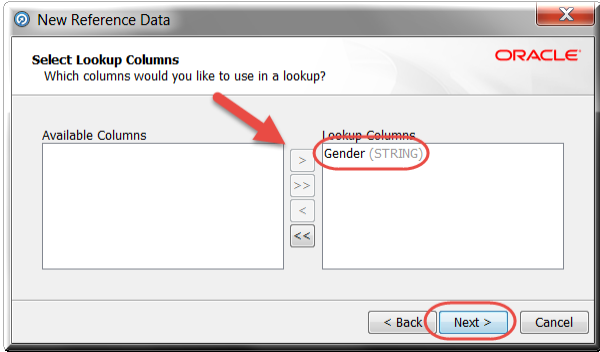 New Reference Data
Select Lookup Columns
Which columns would you like to use in a lookup?
ORACLE
Available Columns
Lookup Columns
Gender (STRING)
>
>>
<
<<
< Back
Next >
Cancel